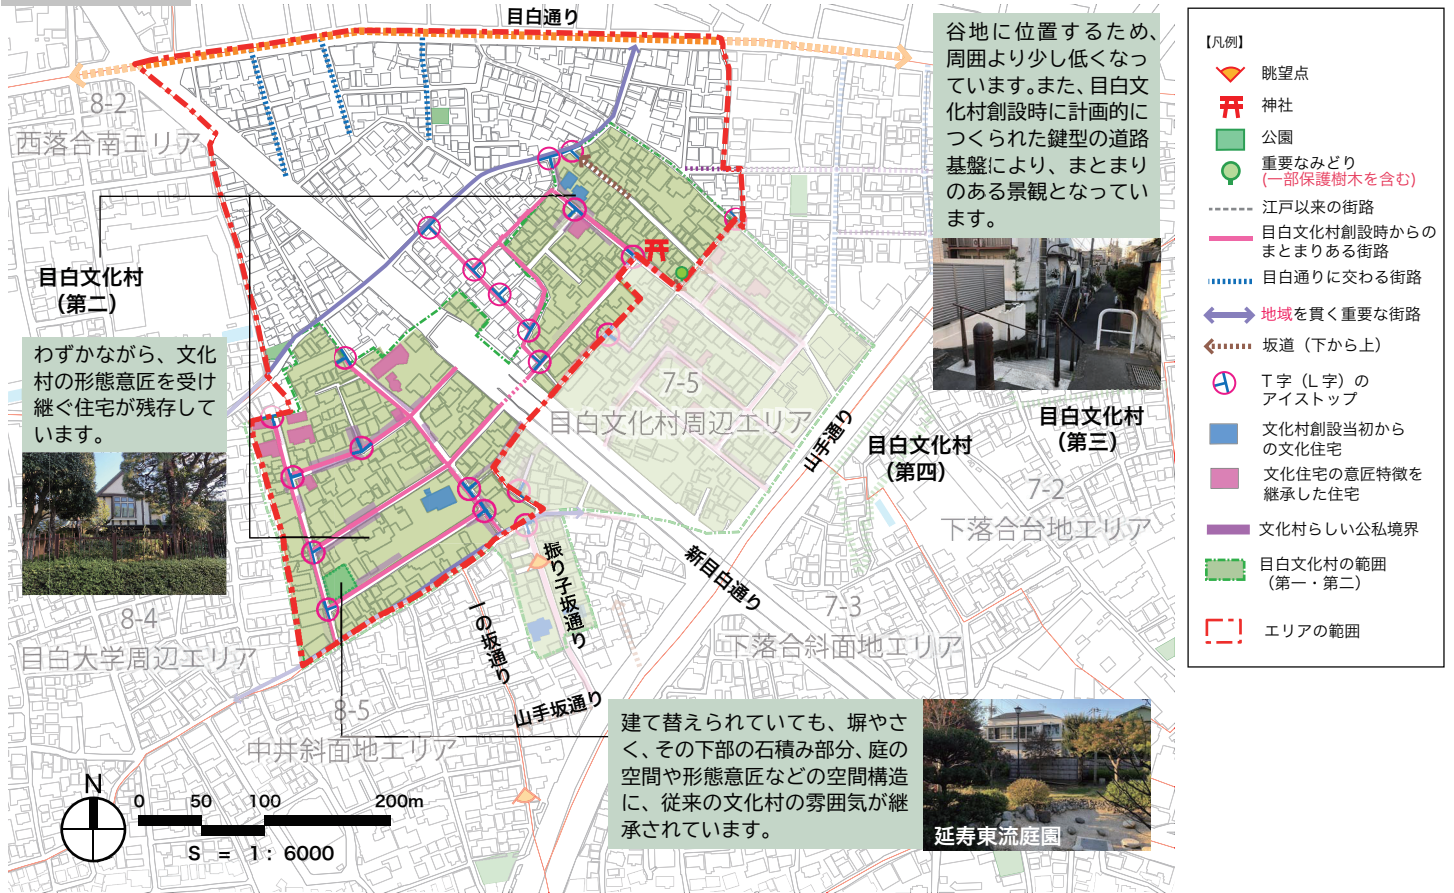 目白通り
谷地に位置するため、
周囲より少し低くなっ
ています。また、目白文
化村創設時に計画的に
つくられた鍵型の道路
基盤により、まとまり
のある景観となってい
ます。
8-2
西落合南エリア
目白文化村
（第二）
わずかながら、文化
村の形態意匠を受け
継ぐ住宅が残存して
います。
7-5
目白文化村周辺エリア
山手通り
目白文化村
（第四）
目白文化村
（第三）
7-2
下落合台地エリア
新目白通り
振り子坂通り
一の坂通り
7-3
下落合斜面地エリア
8-4
目白大学周辺エリア
山手坂通り
8-5
中井斜面地エリア
建て替えられていても、塀やさ
く、その下部の石積み部分、庭の
空間や形態意匠などの空間構造
に、従来の文化村の雰囲気が継
承されています。
延寿東流庭園
N
0 50 100 200m
S = 1: 6000
【凡例】
眺望点
神社
公園
重要なみどり
(一部保護樹木を含む)
江戸以来の街路
目白文化村創設時からの
まとまりある街路
目白通りに交わる街路
地域を貫く重要な街路
坂道（下から上）
T字（L字）の
アイストップ
文化村創設当初から
の文化住宅
文化住宅の意匠特徴を
継承した住宅
文化村らしい公私境界
目白文化村の範囲
（第一・第二）
エリアの範囲